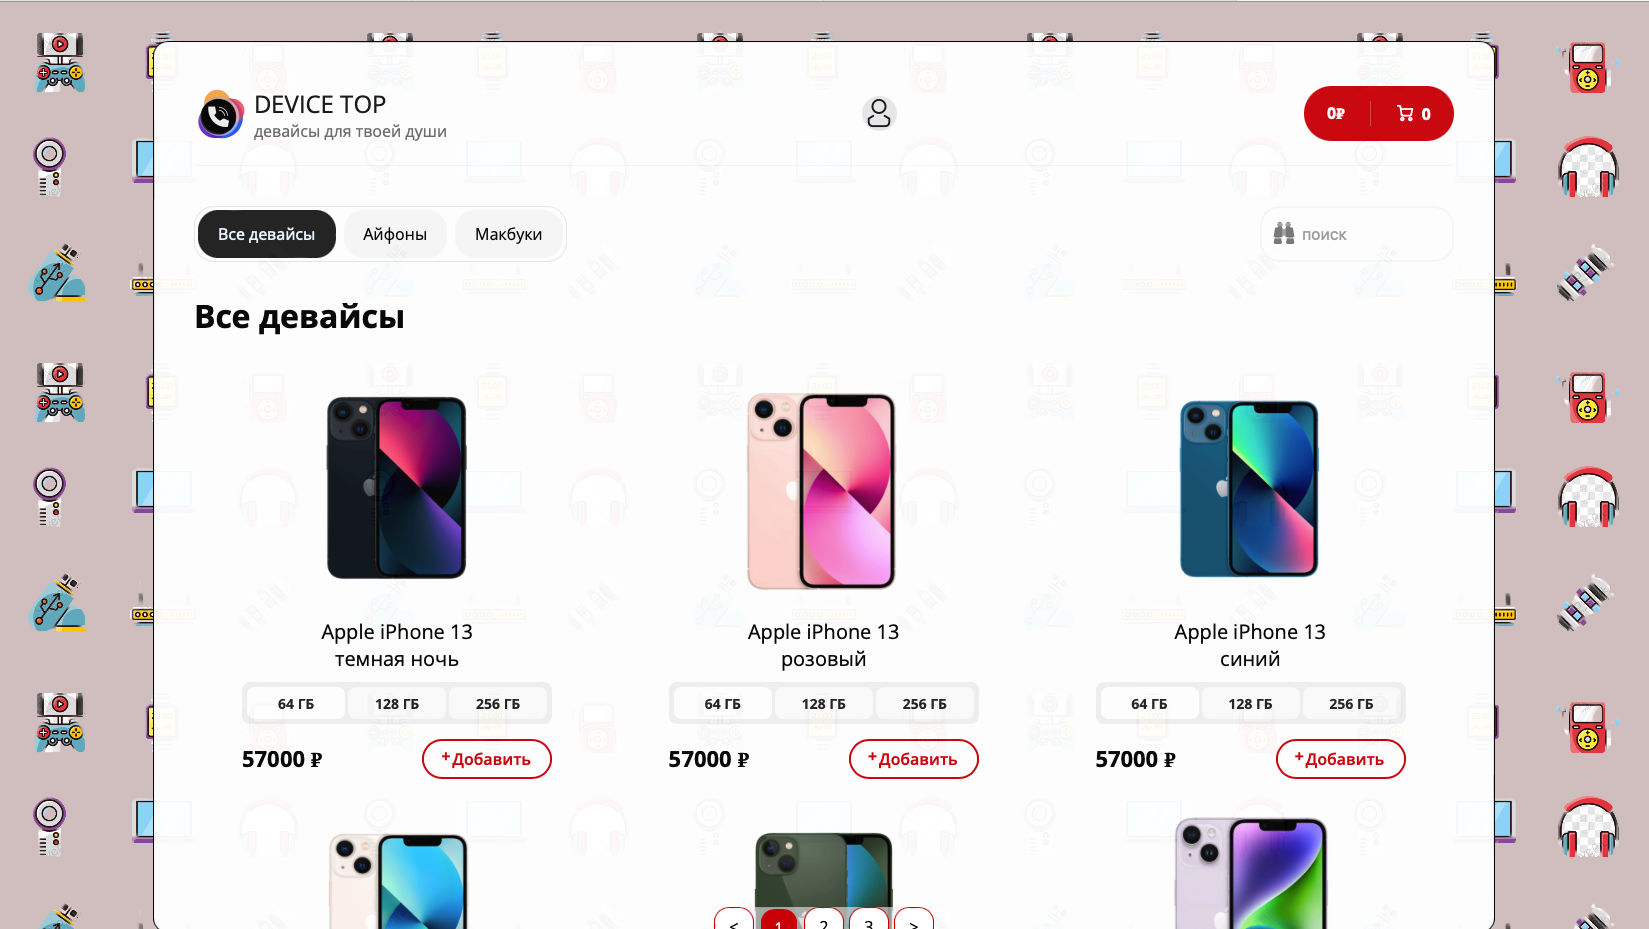 DEVICE TOP
девайсы для твоей души
0₽
0
Все девайсы
Айфоны
Макбуки
поиск
Все девайсы
Apple iPhone 13
темная ночь
Apple iPhone 13
розовый
Apple iPhone 13
синий
64 ГБ
128 ГБ
256 ГБ
64 ГБ
128 ГБ
256 ГБ
64 ГБ
128 ГБ
256 ГБ
57000 ₽
+Добавить
57000 ₽
+Добавить
57000 ₽
+Добавить
<
1
2
3
>